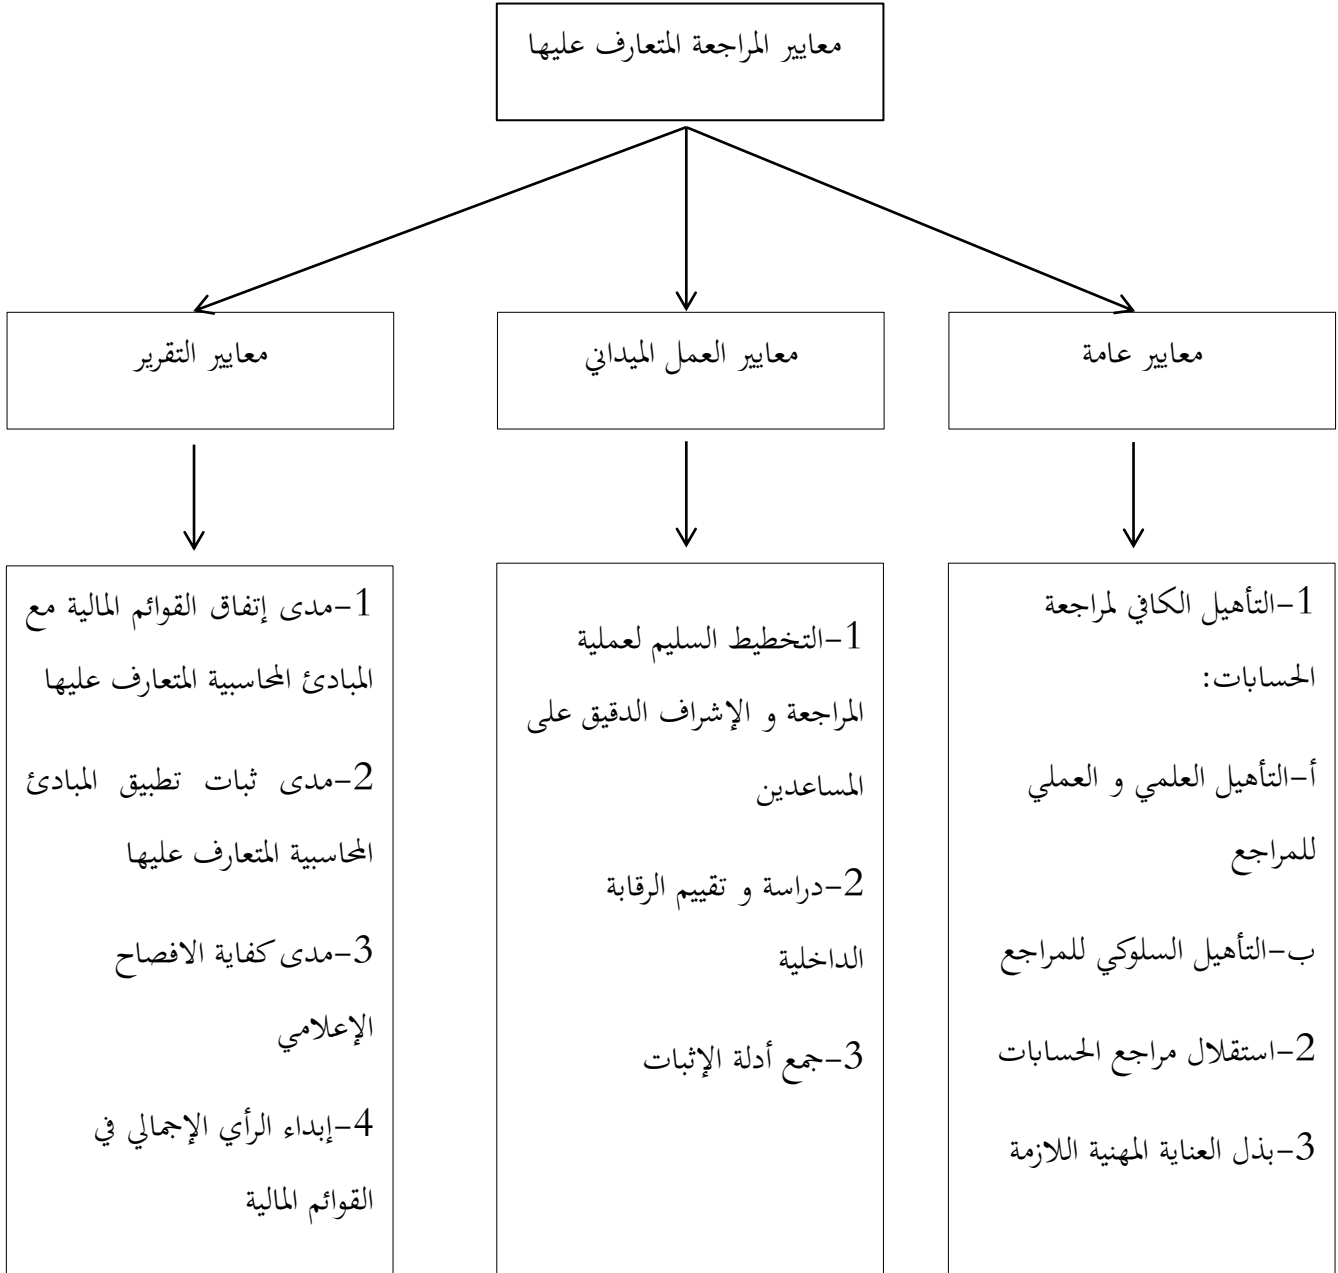 معايير المراجعة المتعارف عليها
معايير عامة
معايير العمل الميداني
معايير التقرير
1-التأهيل الكافي لمراجعة
الحسابات:
أ-التأهيل العلمي و العملي
للمراجع
ب-التأهيل السلوكي للمراجع
2-استقلال مراجع الحسابات
3-بذل العناية المهنية اللازمة
1-التخطيط السليم لعملية
المراجعة و الإشراف الدقيق على
المساعدين
2-دراسة و تقييم الرقابة
الداخلية
3-جمع أدلة الإثبات
1-مدى إتفاق القوائم المالية مع
المبادئ المحاسبية المتعارف عليها
2-مدى ثبات تطبيق المبادئ
المحاسبية المتعارف عليها
3-مدى كفاية الافصاح
الإعلامي
4-إبداء الرأي الإجمالي في
القوائم المالية